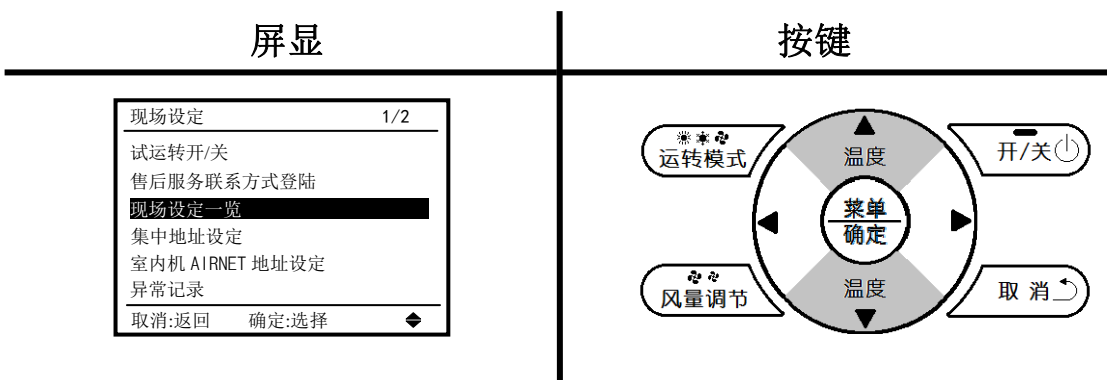 屏显
按键
现场设定 1/2
试运转开/关
售后服务联系方式登陆
现场设定一览
集中地址设定
室内机 AIRNET 地址设定
异常记录
取消:返回 确定:选择
运转模式
温度
开/关
菜单
确定
风量调节
温度
取 消